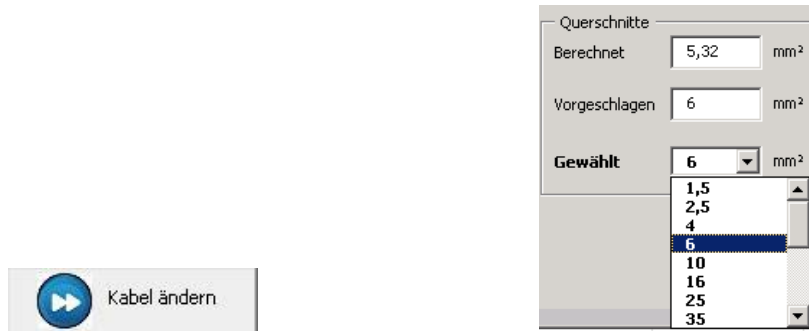 Querschnitte
Berechnet 5,32 mm²
Vorgeschlagen 6 mm²
Gewählt 6 mm²
1,5
2,5
4
6
10
16
25
35
Kabel ändern